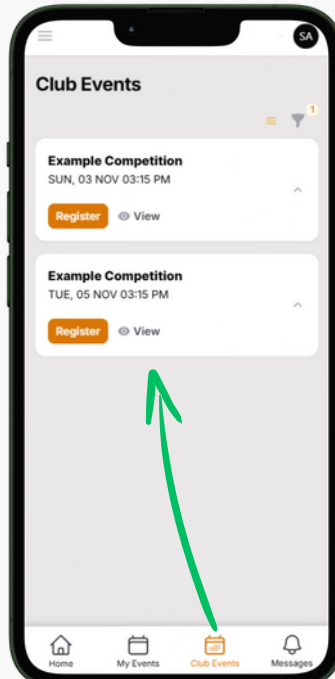 SA
Club Events
1
Example Competition
SUN, 03 NOV 03:15 PM
Register View
Example Competition
TUE, 05 NOV 03:15 PM
Register View
Home My Events Club Events Messages